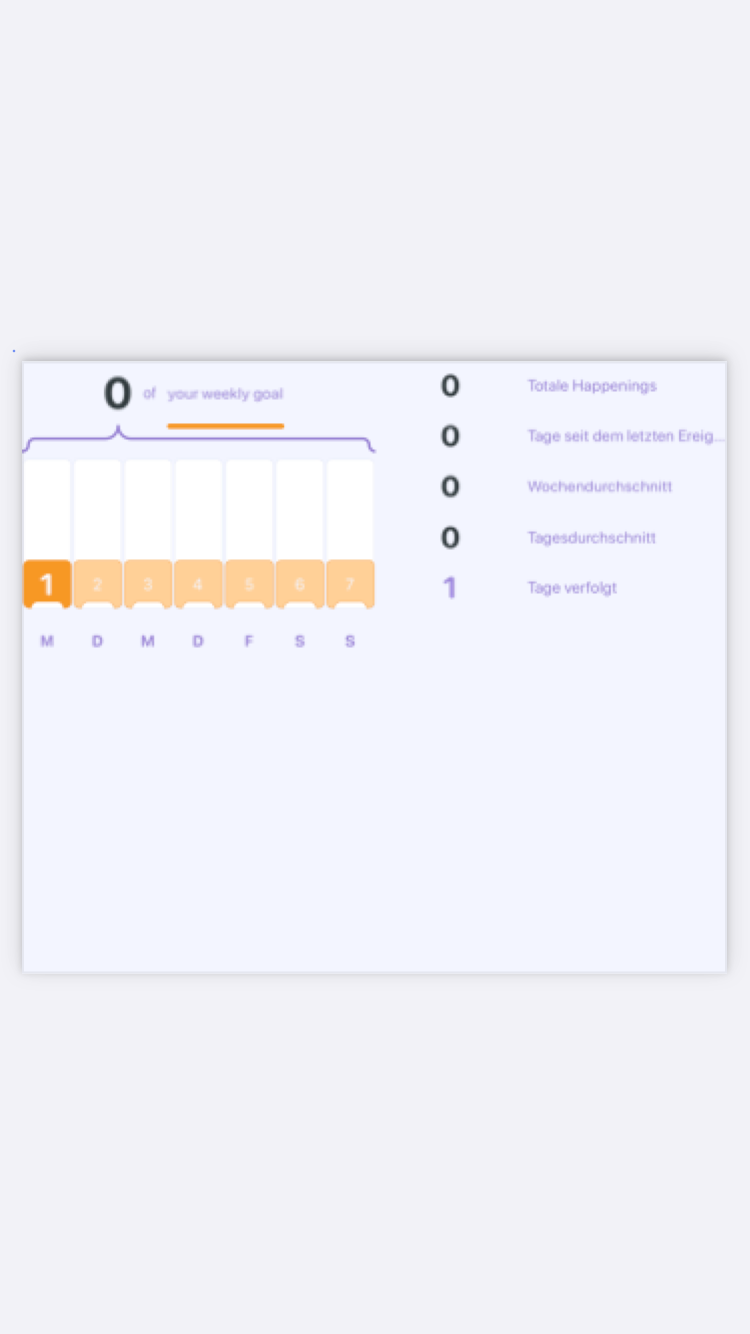 0 of your weekly goal
1 2 3 4 5 6 7
M D M D F S S
0 Totale Happenings
0 Tage seit dem letzten Ereig...
0 Wochendurchschnitt
0 Tagesdurchschnitt
1 Tage verfolgt